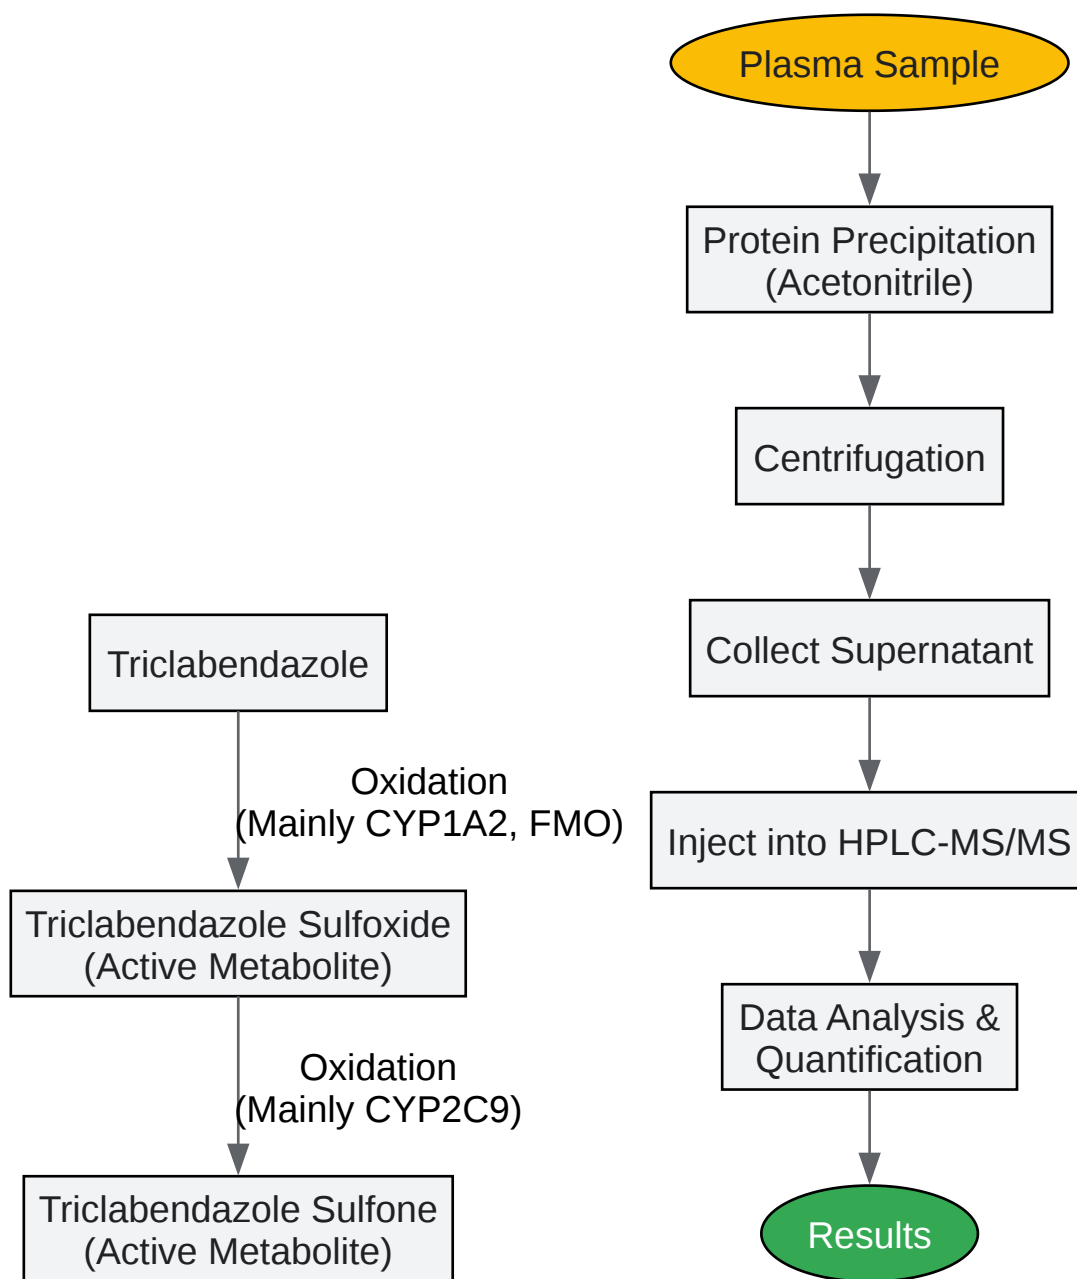 Plasma Sample
Protein Precipitation
(Acetonitrile)
Centrifugation
Collect Supernatant
Inject into HPLC-MS/MS
Data Analysis &
Quantification
Results
Triclabendazole
Oxidation
(Mainly CYP1A2, FMO)
Triclabendazole Sulfoxide
(Active Metabolite)
Oxidation
(Mainly CYP2C9)
Triclabendazole Sulfone
(Active Metabolite)